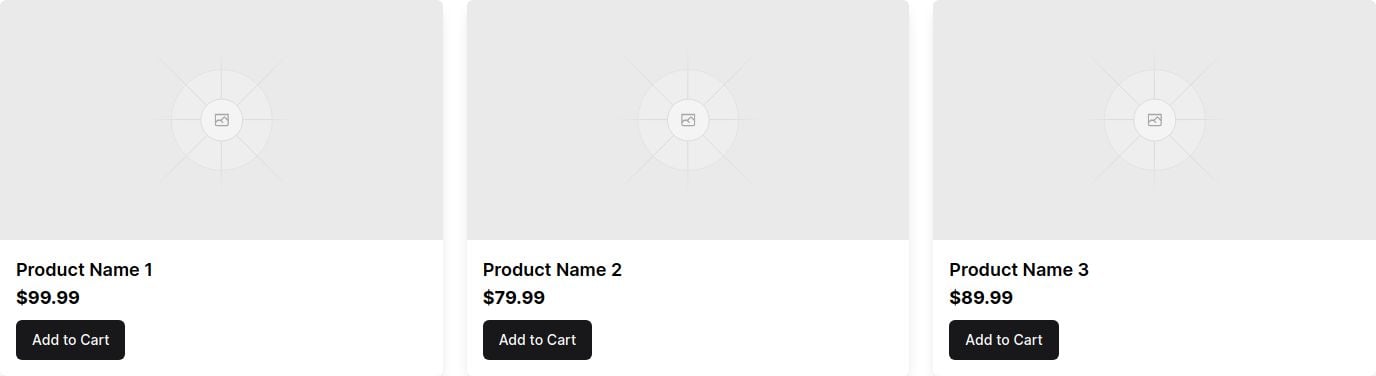 Product Name 1
$99.99
Add to Cart
Product Name 2
$79.99
Add to Cart
Product Name 3
$89.99
Add to Cart